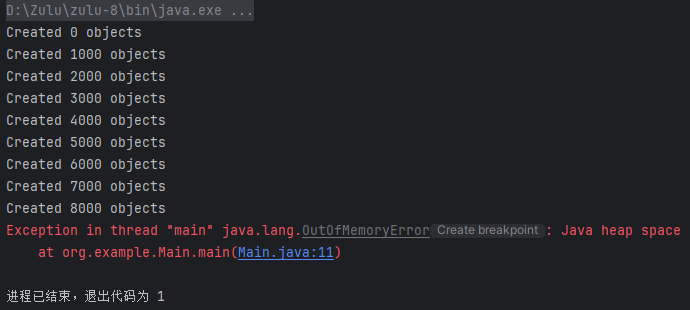 D:\Zulu\zulu-8\bin\java.exe ...
Created 0 objects
Created 1000 objects
Created 2000 objects
Created 3000 objects
Created 4000 objects
Created 5000 objects
Created 6000 objects
Created 7000 objects
Created 8000 objects
Exception in thread "main" java.lang.OutOfMemoryError Create breakpoint : Java heap space
    at org.example.Main.main(Main.java:11)
进程已结束，退出代码为 1